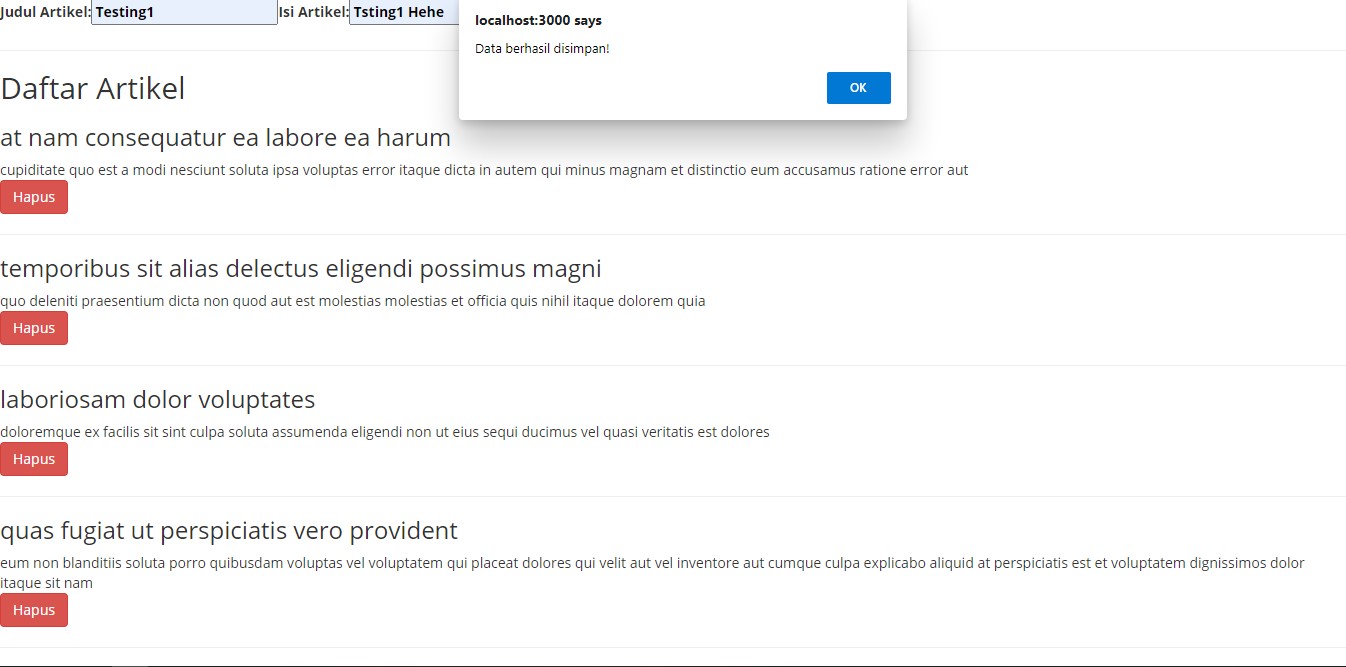 Judul Artikel: Testing1 Isi Artikel: Tsting1 Hehe
localhost:3000 says
Data berhasil disimpan!
OK
Daftar Artikel
at nam consequatur ea labore ea harum
cupiditate quo est a modi nesciunt soluta ipsa voluptas error itaque dicta in autem qui minus magnam et distinctio eum accusamus ratione error aut
Hapus
temporibus sit alias delectus eligendi possimus magni
quo deleniti praesentium dicta non quod aut est molestias molestias et officia quis nihil itaque dolorem quia
Hapus
laboriosam dolor voluptates
doloremque ex facilis sit sint culpa soluta assumenda eligendi non ut eius sequi ducimus vel quasi veritatis est dolores
Hapus
quas fugiat ut perspiciatis vero provident
eum non blanditiis soluta porro quibusdam voluptas vel voluptatem qui placeat dolores qui velit aut vel inventore aut cumque culpa explicabo aliquid at perspiciatis est et voluptatem dignissimos dolor
itaque sit nam
Hapus